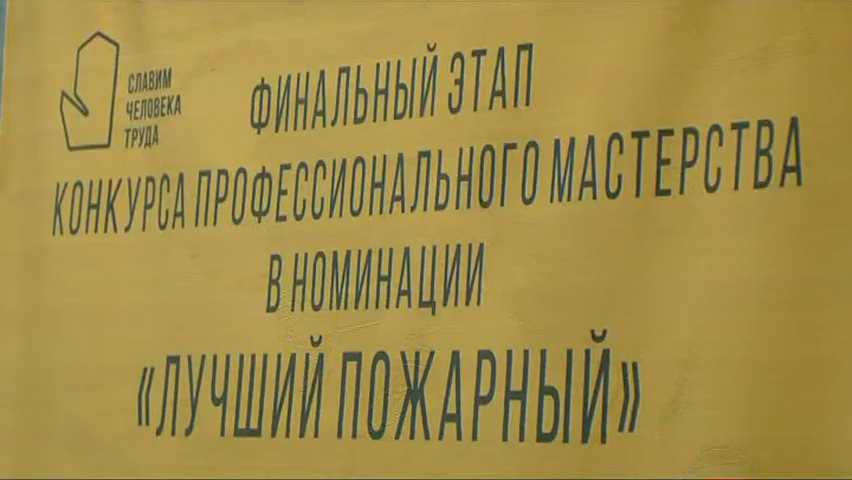 СЛАВИМ
ЧЕЛОВЕКА
ТРУДА
ФИНАЛЬНЫЙ ЭТАП
КОНКУРСА ПРОФЕССИОНАЛЬНОГО МАСТЕРСТВА
В НОМИНАЦИИ
«ЛУЧШИЙ ПОЖАРНЫЙ»